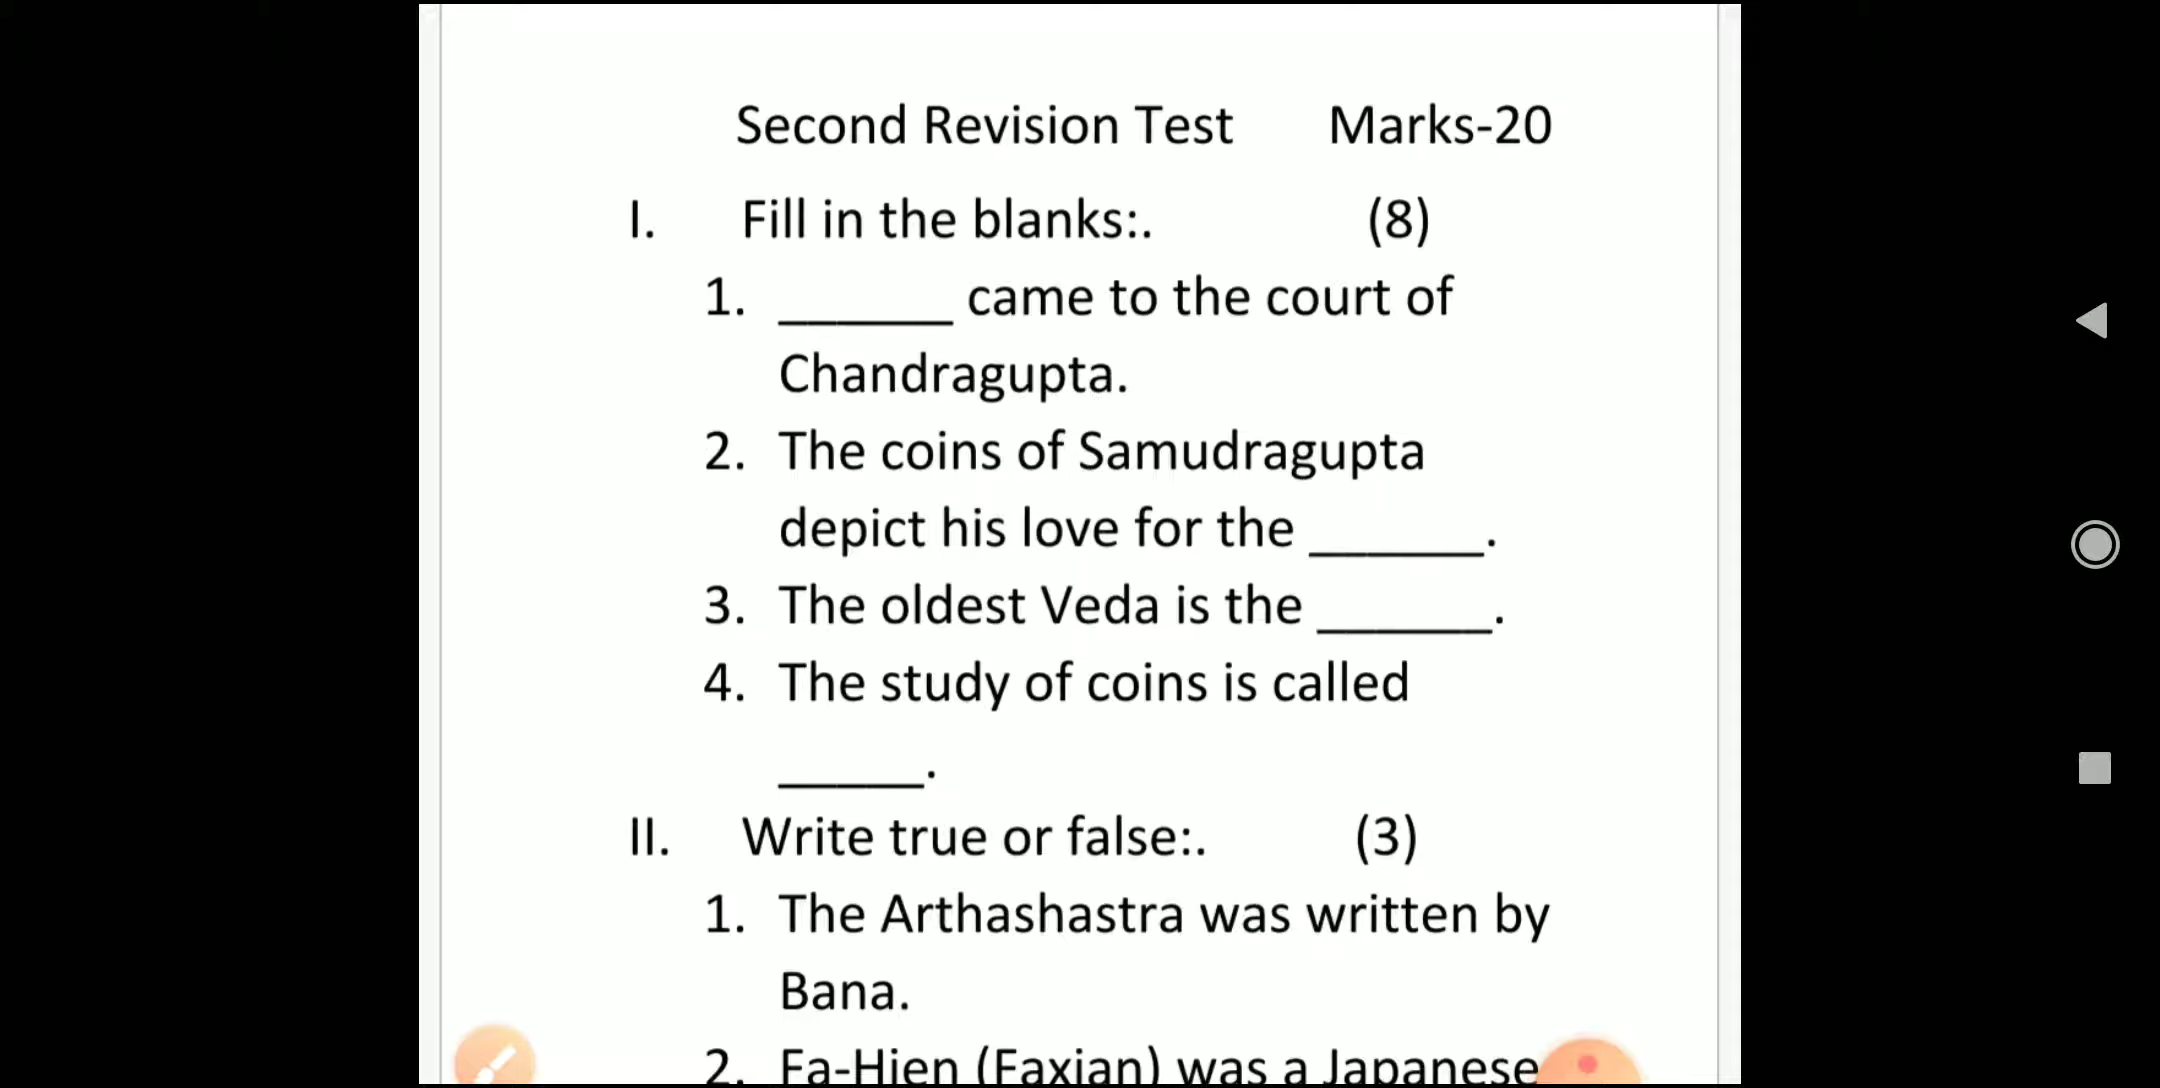 Second Revision Test Marks-20
I. Fill in the blanks:. (8)
1. ______ came to the court of
Chandragupta.
2. The coins of Samudragupta
depict his love for the ______.
3. The oldest Veda is the ______.
4. The study of coins is called
_____.
II. Write true or false:. (3)
1. The Arthashastra was written by
Bana.
2. Fa-Hien (Faxian) was a Japanese